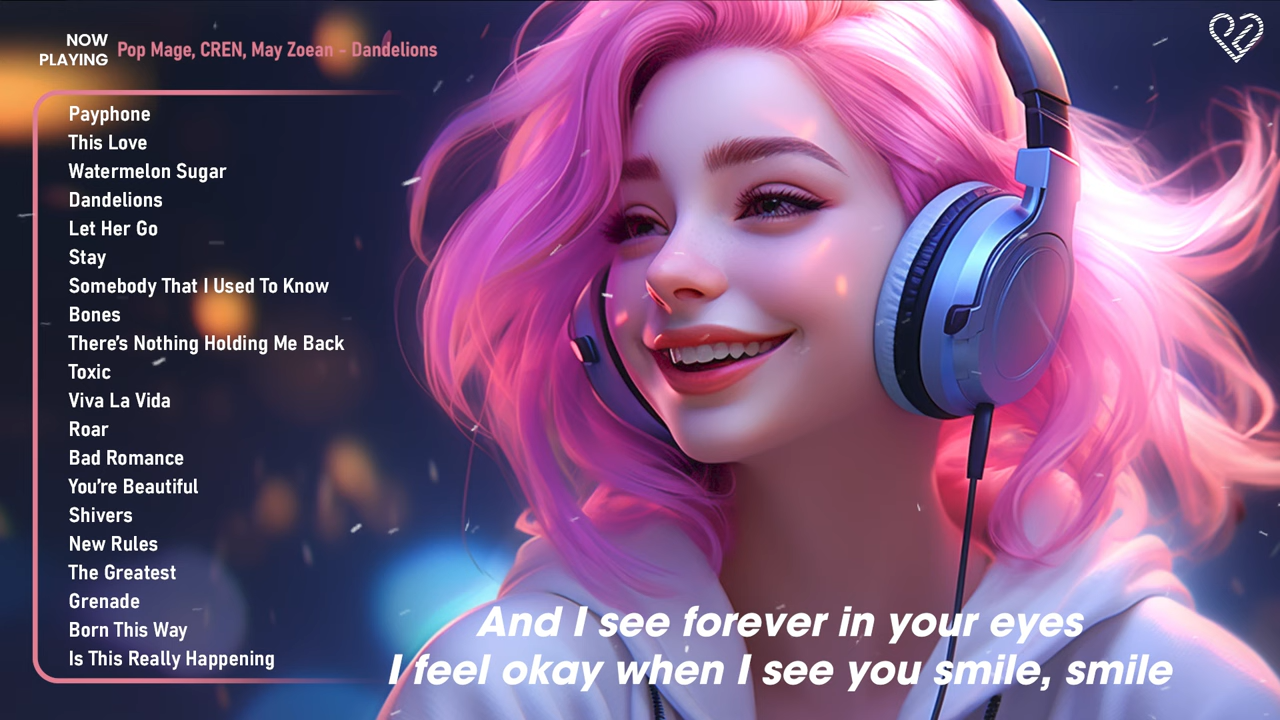 NOW
PLAYING
Pop Mage, CREN, May Zoean - Dandelions
Payphone
This Love
Watermelon Sugar
Dandelions
Let Her Go
Stay
Somebody That I Used To Know
Bones
There's Nothing Holding Me Back
Toxic
Viva La Vida
Roar
Bad Romance
You're Beautiful
Shivers
New Rules
The Greatest
Grenade
Born This Way
Is This Really Happening
And I see forever in your eyes
I feel okay when I see you smile, smile